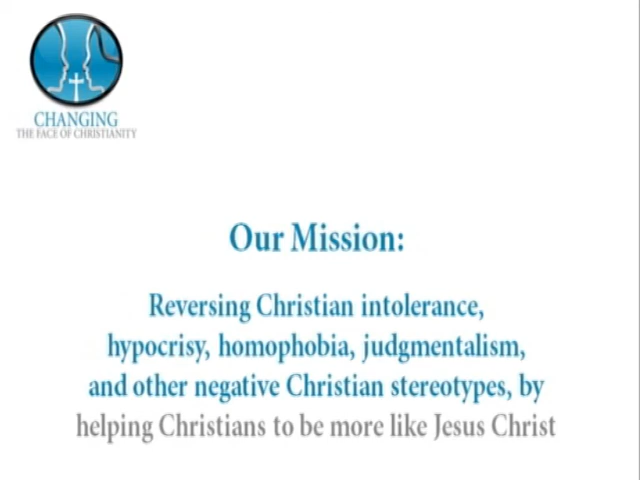 CHANGING
THE FACE OF CHRISTIANITY
Our Mission:
Reversing Christian intolerance,
hypocrisy, homophobia, judgmentalism,
and other negative Christian stereotypes, by
helping Christians to be more like Jesus Christ